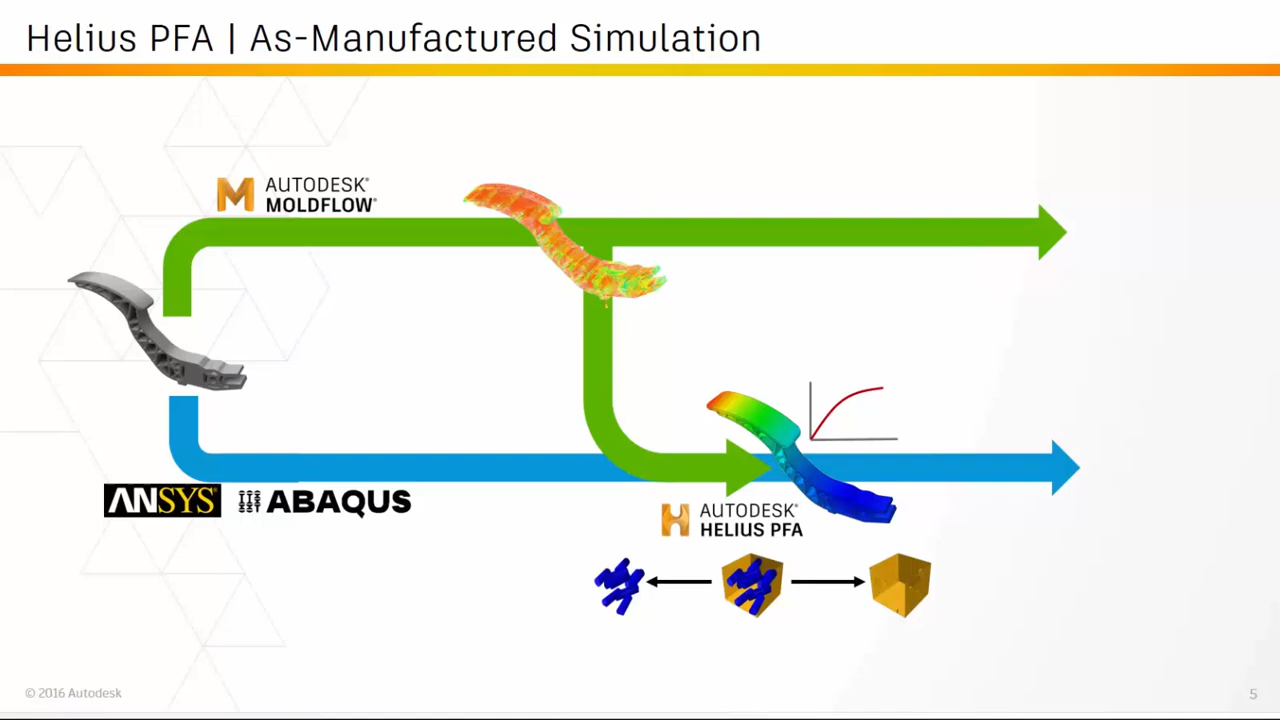 Helius PFA | As-Manufactured Simulation
AUTODESK®
MOLDFLOW®
ANSYS®
ABAQUS
AUTODESK®
HELIUS PFA
© 2016 Autodesk
5